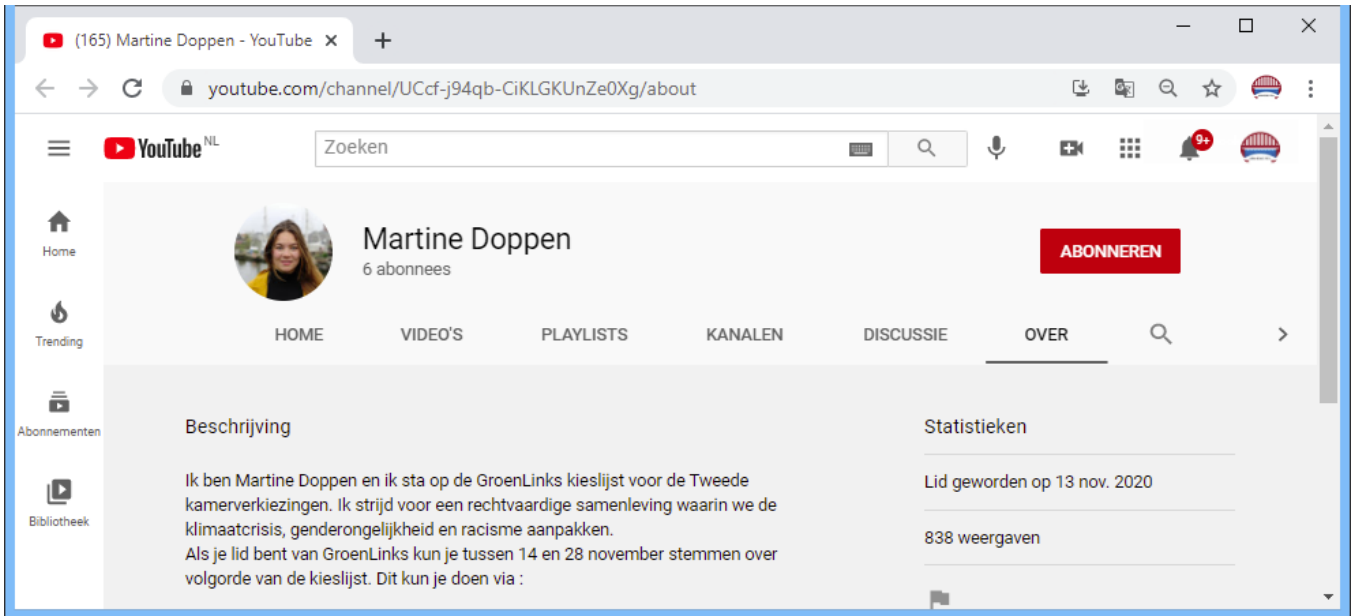 (165) Martine Doppen - YouTube
youtube.com/channel/UCcf-j94qb-CiKLGKUnZe0Xg/about
YouTube NL
Zoeken
9+
Home
Trending
Abonnementen
Bibliotheek
Martine Doppen
6 abonnees
ABONNEREN
HOME VIDEO'S PLAYLISTS KANALEN DISCUSSIE OVER
Beschrijving
Ik ben Martine Doppen en ik sta op de GroenLinks kieslijst voor de Tweede
kamerverkiezingen. Ik strijd voor een rechtvaardige samenleving waarin we de
klimaatcrisis, genderongelijkheid en racisme aanpakken.
Als je lid bent van GroenLinks kun je tussen 14 en 28 november stemmen over
volgorde van de kieslijst. Dit kun je doen via :
Statistieken
Lid geworden op 13 nov. 2020
838 weergaven